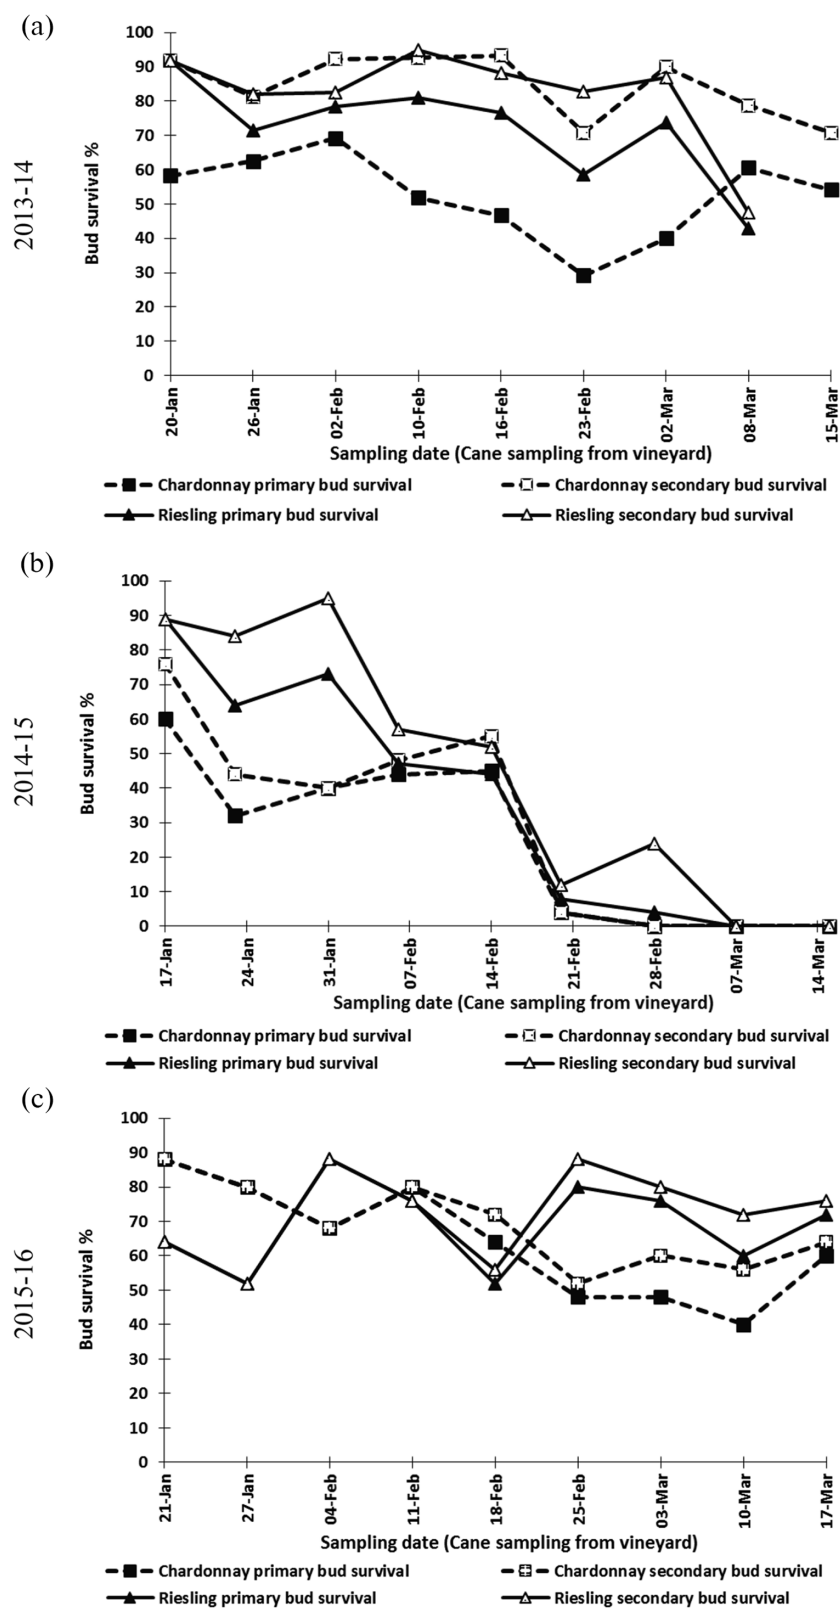 (a)
2013-14
Bud survival %
100
90
80
70
60
50
40
30
20
10
0
20-Jan
26-Jan
02-Feb
10-Feb
16-Feb
23-Feb
02-Mar
08-Mar
15-Mar
Sampling date (Cane sampling from vineyard)
Chardonnay primary bud survival
Chardonnay secondary bud survival
Riesling primary bud survival
Riesling secondary bud survival
(b)
2014-15
Bud survival %
100
90
80
70
60
50
40
30
20
10
0
17-Jan
24-Jan
31-Jan
07-Feb
14-Feb
21-Feb
28-Feb
07-Mar
14-Mar
Sampling date (Cane sampling from vineyard)
Chardonnay primary bud survival
Chardonnay secondary bud survival
Riesling primary bud survival
Riesling secondary bud survival
(c)
2015-16
Bud survival %
100
90
80
70
60
50
40
30
20
10
0
21-Jan
27-Jan
04-Feb
11-Feb
18-Feb
25-Feb
03-Mar
10-Mar
17-Mar
Sampling date (Cane sampling from vineyard)
Chardonnay primary bud survival
Chardonnay secondary bud survival
Riesling primary bud survival
Riesling secondary bud survival